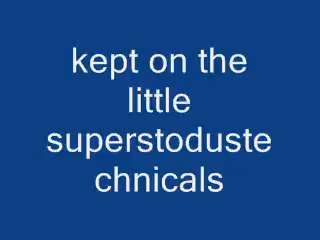 kept on the
little
superstoduste
chnicals